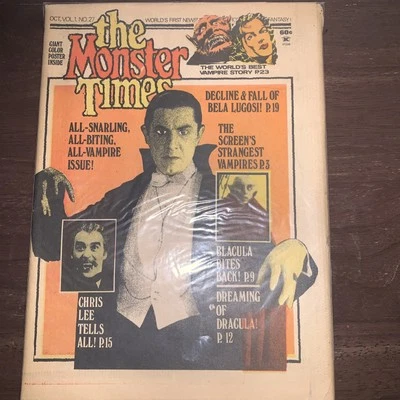 OCT. VOL. 1, NO. 27
WORLD'S FIRST
FANTASY!
the
Monster
Times
GIANT
COLOR
POSTER
INSIDE
60¢
THE WORLD'S BEST
VAMPIRE STORY P.23
DECLINE & FALL OF
BELA LUGOSI! P.19
ALL-SNARLING,
ALL-BITING,
ALL-VAMPIRE
ISSUE!
THE
SCREEN'S
STRANGEST
VAMPIRES P.3
BLACULA
BITES
BACK! P.9
CHRIS
LEE
TELLS
ALL! P.15
DREAMING
OF
DRACULA!
P. 12